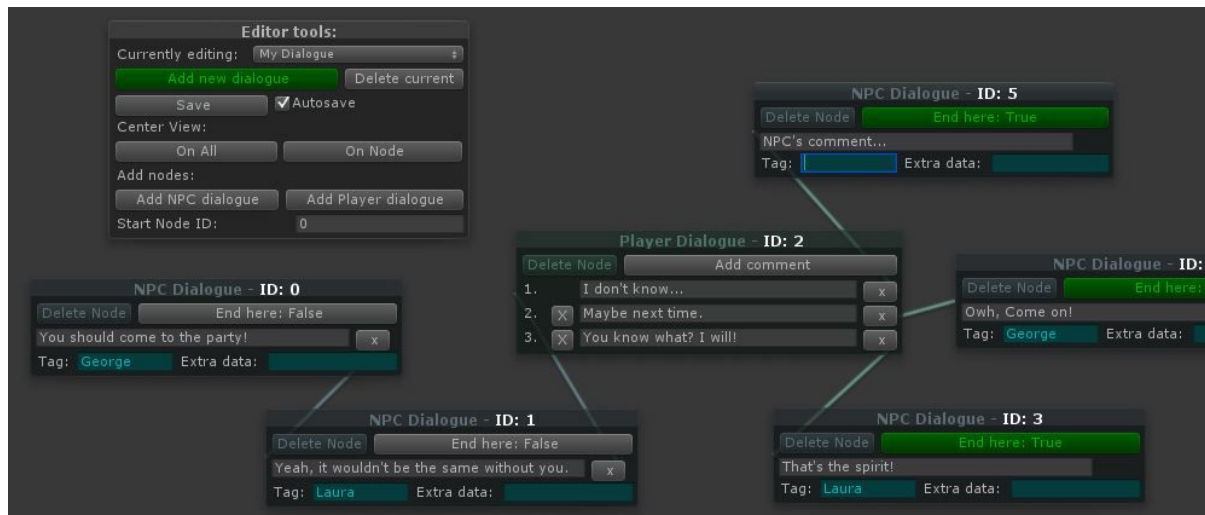 Editor tools:
Currently editing: My Dialogue
Add new dialogue Delete current
Save Autosave
Center View:
On All On Node
Add nodes:
Add NPC dialogue Add Player dialogue
Start Node ID: 0
NPC Dialogue - ID: 5
Delete Node End here: True
NPC's comment...
Tag: Extra data:
Player Dialogue - ID: 2
Delete Node Add comment
1. I don't know... x
2. X Maybe next time. x
3. X You know what? I will! x
NPC Dialogue - ID:
Delete Node End here:
Owh, Come on!
Tag: George Extra data:
NPC Dialogue - ID: 0
Delete Node End here: False
You should come to the party! x
Tag: George Extra data:
NPC Dialogue - ID: 1
Delete Node End here: False
Yeah, it wouldn't be the same without you. x
Tag: Laura Extra data:
NPC Dialogue - ID: 3
Delete Node End here: True
That's the spirit!
Tag: Laura Extra data: